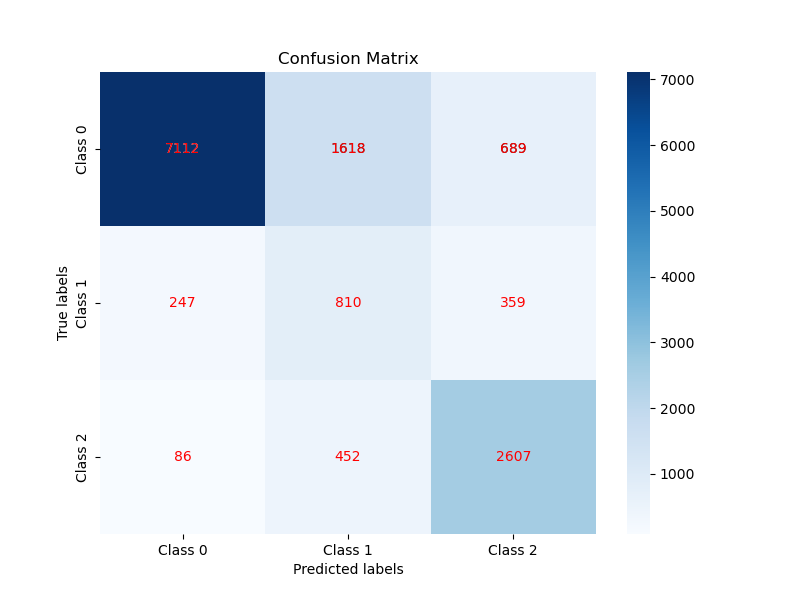 Confusion Matrix
Class 0 7112 1618 689
Class 1 247 810 359
Class 2 86 452 2607
Class 0 Class 1 Class 2
Predicted labels
True labels
7000
6000
5000
4000
3000
2000
1000